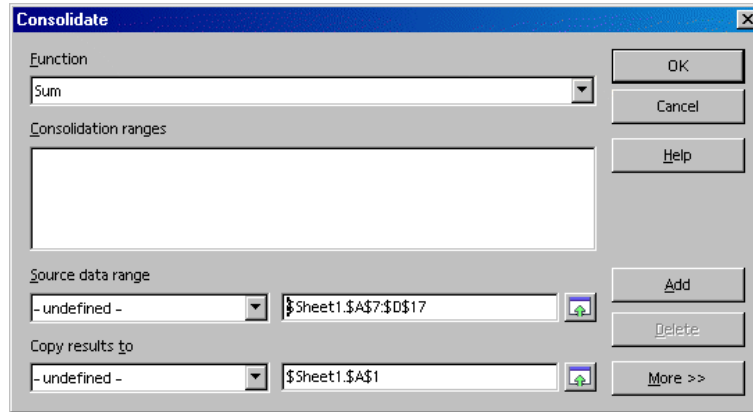 Consolidate
Function
OK
Sum
Cancel
Consolidation ranges
Help
Source data range
Add
- undefined -
$Sheet1.$A$7:$D$17
Delete
Copy results to
- undefined -
$Sheet1.$A$1
More >>